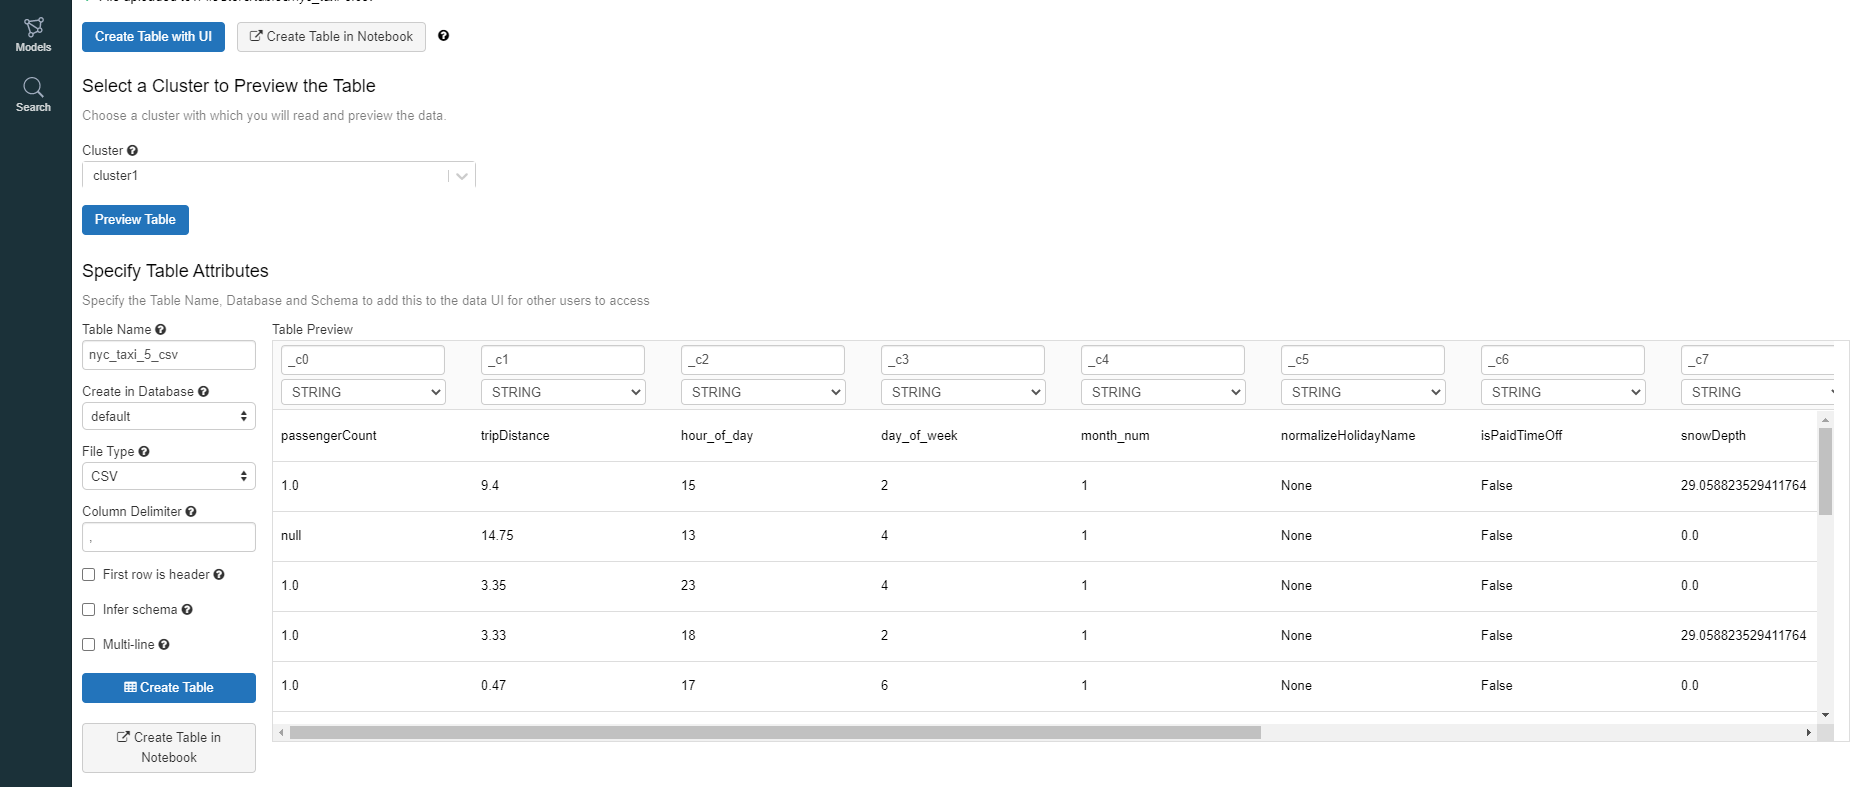 Models
Search
Create Table with UI
Create Table in Notebook
Select a Cluster to Preview the Table
Choose a cluster with which you will read and preview the data.
Cluster
cluster1
Preview Table
Specify Table Attributes
Specify the Table Name, Database and Schema to add this to the data UI for other users to access
Table Name
nyc_taxi_5_csv
Create in Database
default
File Type
CSV
Column Delimiter
,
First row is header
Infer schema
Multi-line
Create Table
Create Table in
Notebook
Table Preview
_c0 _c1 _c2 _c3 _c4 _c5 _c6 _c7
STRING STRING STRING STRING STRING STRING STRING STRING
passengerCount tripDistance hour_of_day day_of_week month_num normalizeHolidayName isPaidTimeOff snowDepth
1.0 9.4 15 2 1 None False 29.058823529411764
null 14.75 13 4 1 None False 0.0
1.0 3.35 23 4 1 None False 0.0
1.0 3.33 18 2 1 None False 29.058823529411764
1.0 0.47 17 6 1 None False 0.0